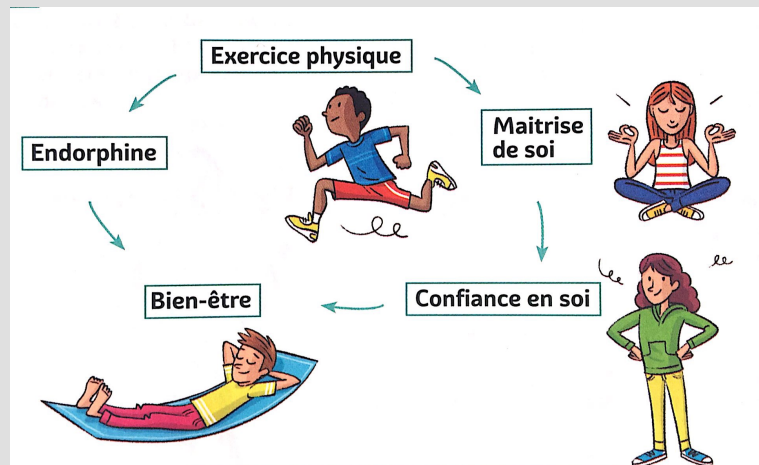 Exercice physique
Endorphine
Maitrise
de soi
Bien-être
Confiance en soi